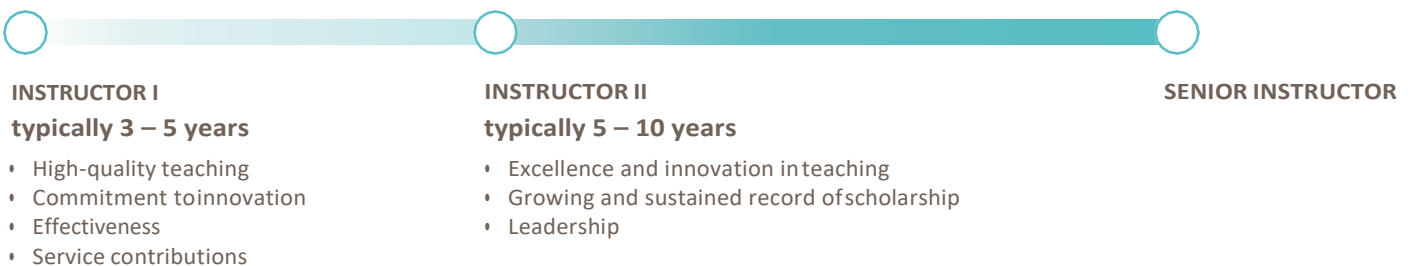 INSTRUCTOR I
typically 3 – 5 years
• High-quality teaching
• Commitment toinnovation
• Effectiveness
• Service contributions
INSTRUCTOR II
typically 5 – 10 years
• Excellence and innovation inteaching
• Growing and sustained record ofscholarship
• Leadership
SENIOR INSTRUCTOR